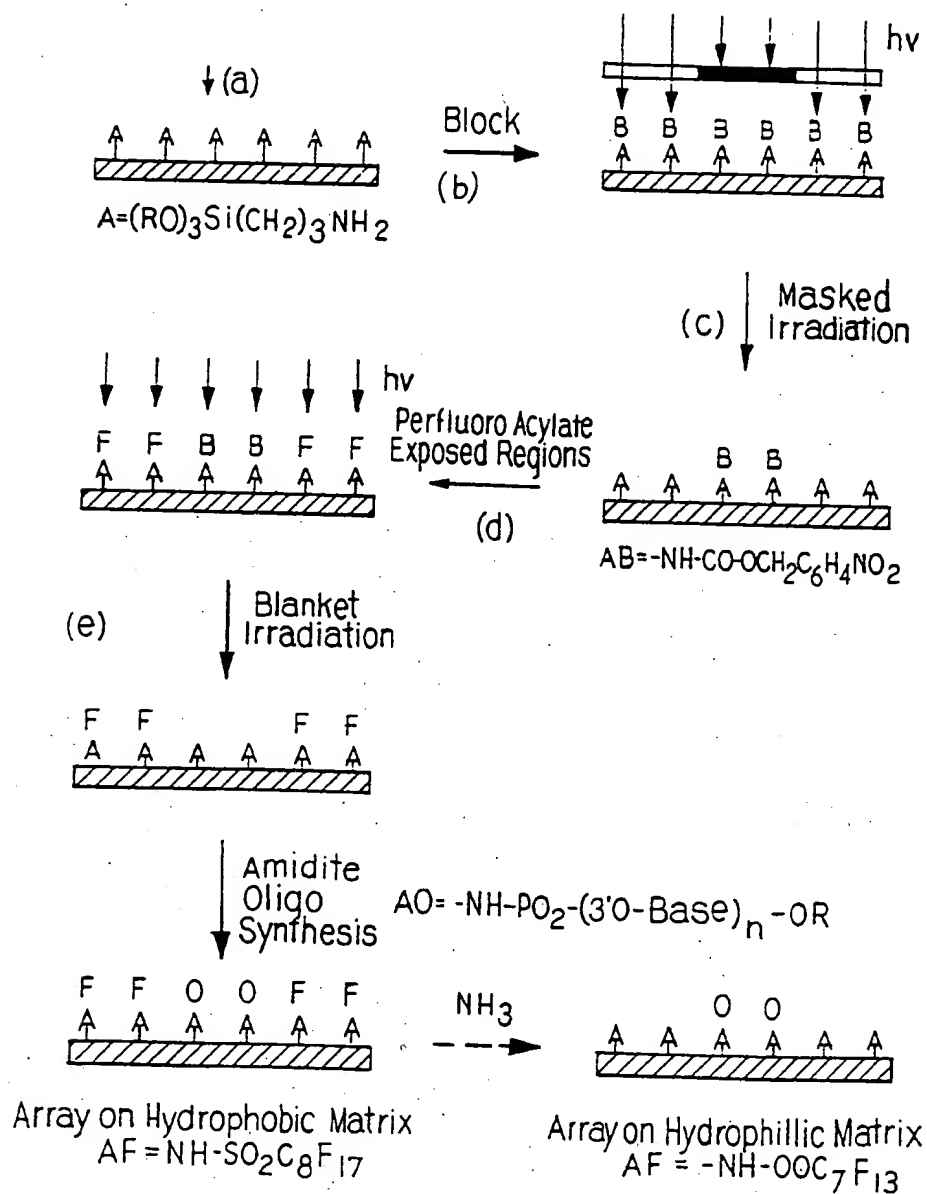 (a)
A A A A A A
A=(RO)3Si(CH2)3NH2
Block
(b)
hν
B B B B B B
A A A A A A
(c)
Masked
Irradiation
B B
A A A A A A
AB=-NH-CO-OCH2C6H4NO2
Perfluoro Acylate
Exposed Regions
(d)
hν
F F B B F F
A A A A A A
(e)
Blanket
Irradiation
F F F F
A A A A A A
Amidite
Oligo
Synthesis
AO= -NH-PO2-(3'O-Base)n-OR
F F O O F F
A A A A A A
Array on Hydrophobic Matrix
AF=NH-SO2C8F17
NH3
O O
A A A A A A
Array on Hydrophillic Matrix
AF = -NH-OOC7F13